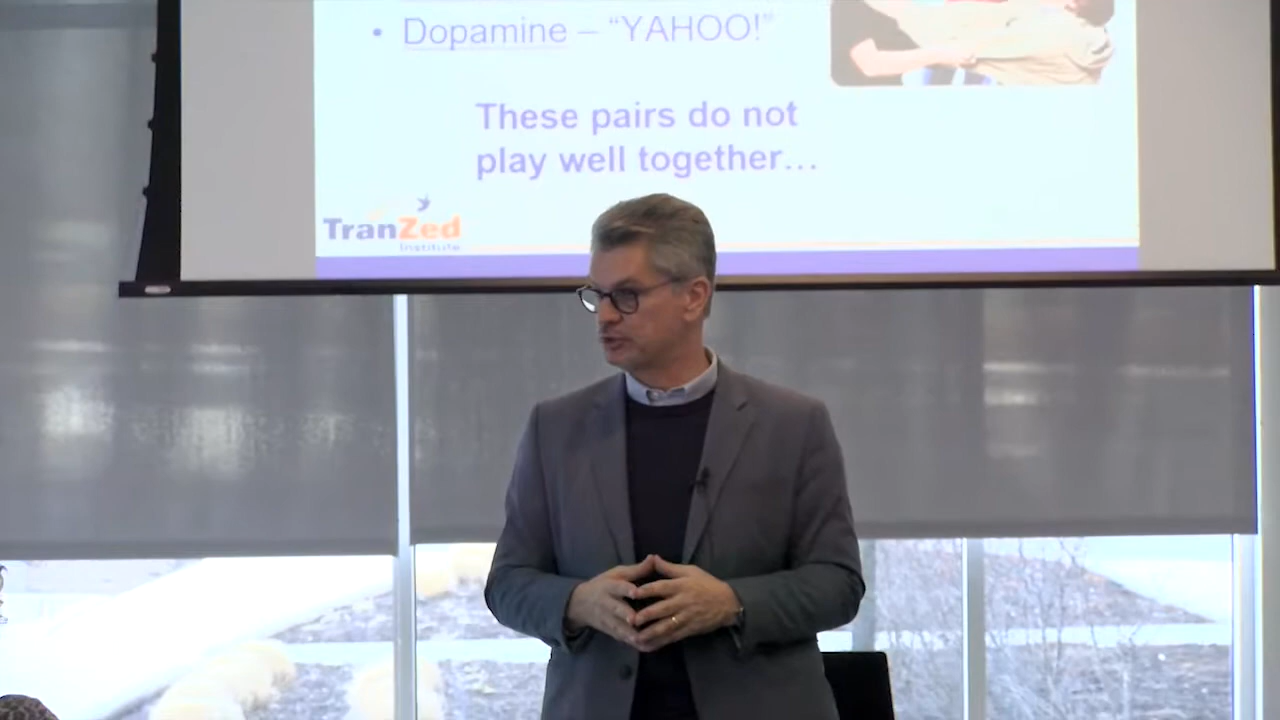 • Dopamine – “YAHOO!”
These pairs do not
play well together…
TranZed
Institute